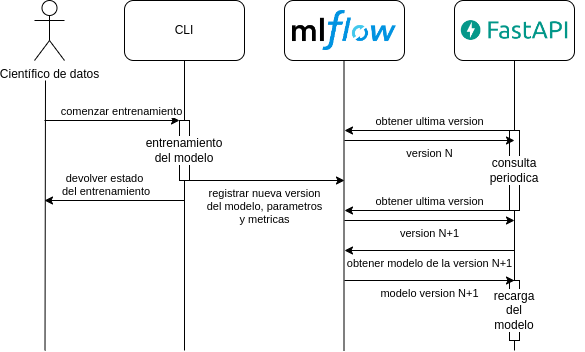 Científico de datos
CLI
mlflow
FastAPI
comenzar entrenamiento
entrenamiento
del modelo
devolver estado
del entrenamiento
registrar nueva version
del modelo, parametros
y metricas
obtener ultima version
version N
consulta
periodica
obtener ultima version
version N+1
obtener modelo de la version N+1
modelo version N+1
recarga
del
modelo